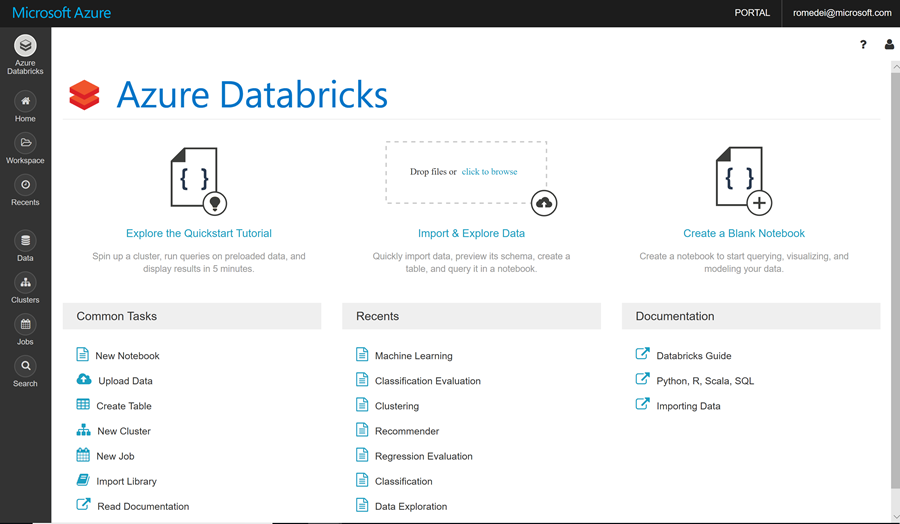 Microsoft Azure
PORTAL
romedei@microsoft.com
Azure
Databricks
Home
Workspace
Recents
Data
Clusters
Jobs
Search
?
Azure Databricks
{ }
Explore the Quickstart Tutorial
Spin up a cluster, run queries on preloaded data, and
display results in 5 minutes.
Drop files or click to browse
Import & Explore Data
Quickly import data, preview its schema, create a
table, and query it in a notebook.
{ }
Create a Blank Notebook
Create a notebook to start querying, visualizing, and
modeling your data.
Common Tasks
New Notebook
Upload Data
Create Table
New Cluster
New Job
Import Library
Read Documentation
Recents
Machine Learning
Classification Evaluation
Clustering
Recommender
Regression Evaluation
Classification
Data Exploration
Documentation
Databricks Guide
Python, R, Scala, SQL
Importing Data